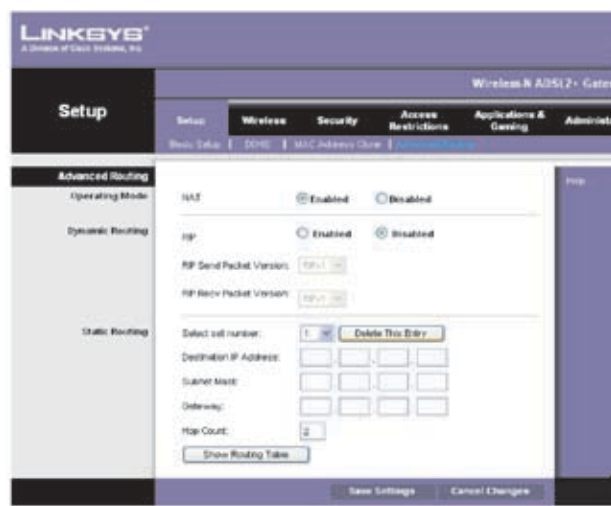 LINKSYS®
A Division of Cisco Systems, Inc.
Wireless-N ADSL2+ Gate
Setup
Setup Wireless Security Access Restrictions Applications & Gaming Administ
Basic Setup | DDNS | MAC Address Clone | Advanced Routing
Advanced Routing
Operating Mode
NAT Enabled Disabled
Dynamic Routing
RIP Enabled Disabled
RIP Send Packet Version: RIPv1
RIP Recv Packet Version: RIPv1
Static Routing
Select set number: 1 Delete This Entry
Destination IP Address:
Subnet Mask:
Gateway:
Hop Count: 2
Show Routing Table
Help
Save Settings Cancel Changes